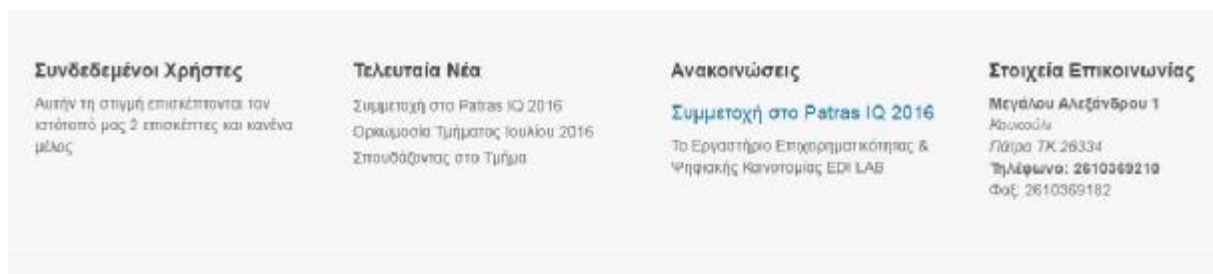 Συνδεδεμένοι Χρήστες
Αυτήν τη στιγμή επισκέπτονται τον
ιστότοπό μας 2 επισκέπτες και κανένα
μέλος
Τελευταία Νέα
Συμμετοχή στο Patras IQ 2016
Ορκωμοσία Τμήματος Ιουλίου 2016
Σπουδάζοντας στο Τμήμα
Ανακοινώσεις
Συμμετοχή στο Patras IQ 2016
Το Εργαστήριο Επιχειρηματικότητας &
Ψηφιακής Καινοτομίας EDI LAB
Στοιχεία Επικοινωνίας
Μεγάλου Αλεξάνδρου 1
Κουκούλι
Πάτρα ΤΚ 26334
Τηλέφωνο: 2610369210
Φαξ: 2610369182